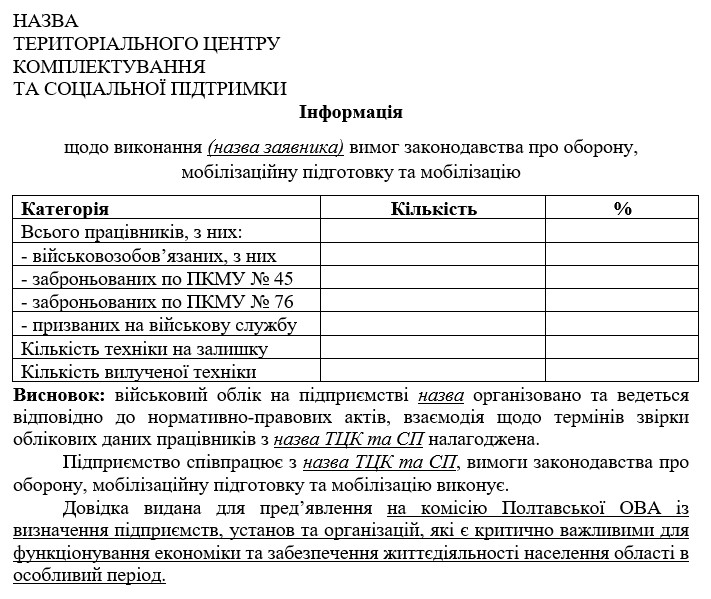 НАЗВА
ТЕРИТОРІАЛЬНОГО ЦЕНТРУ
КОМПЛЕКТУВАННЯ
ТА СОЦІАЛЬНОЇ ПІДТРИМКИ
Інформація
щодо виконання (назва заявника) вимог законодавства про оборону,
мобілізаційну підготовку та мобілізацію
Категорія Кількість %
Всього працівників, з них:
- військовозобов’язаних, з них
- заброньованих по ПКМУ № 45
- заброньованих по ПКМУ № 76
- призваних на військову службу
Кількість техніки на залишку
Кількість вилученої техніки
Висновок: військовий облік на підприємстві назва організовано та ведеться
відповідно до нормативно-правових актів, взаємодія щодо термінів звірки
облікових даних працівників з назва ТЦК та СП налагоджена.
Підприємство співпрацює з назва ТЦК та СП, вимоги законодавства про
оборону, мобілізаційну підготовку та мобілізацію виконує.
Довідка видана для пред’явлення на комісію Полтавської ОВА із
визначення підприємств, установ та організацій, які є критично важливими для
функціонування економіки та забезпечення життєдіяльності населення області в
особливий період.